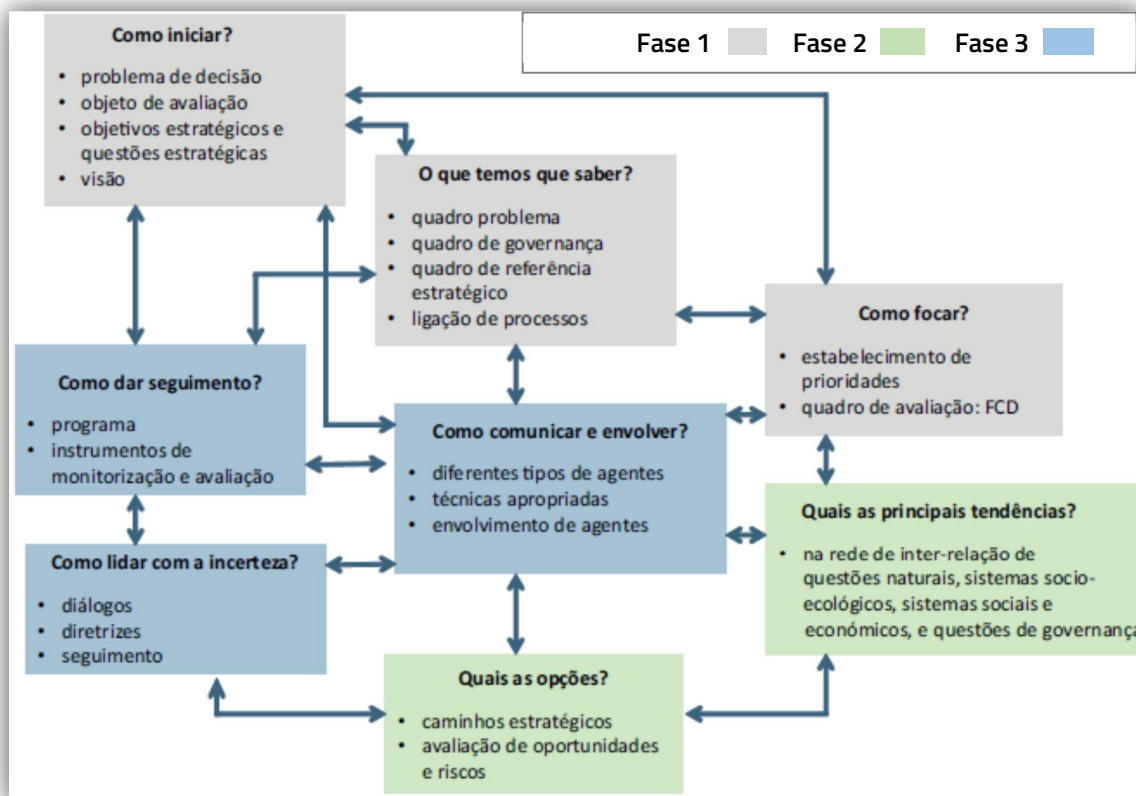 Fase 1 Fase 2 Fase 3
Como iniciar?
• problema de decisão
• objeto de avaliação
• objetivos estratégicos e
questões estratégicas
• visão
O que temos que saber?
• quadro problema
• quadro de governança
• quadro de referência
estratégico
• ligação de processos
Como focar?
• estabelecimento de
prioridades
• quadro de avaliação: FCD
Como dar seguimento?
• programa
• instrumentos de
monitorização e avaliação
Como comunicar e envolver?
• diferentes tipos de agentes
• técnicas apropriadas
• envolvimento de agentes
Quais as principais tendências?
• na rede de inter-relação de
questões naturais, sistemas socio-
ecológicos, sistemas sociais e
económicos, e questões de governança
Como lidar com a incerteza?
• diálogos
• diretrizes
• seguimento
Quais as opções?
• caminhos estratégicos
• avaliação de oportunidades
e riscos